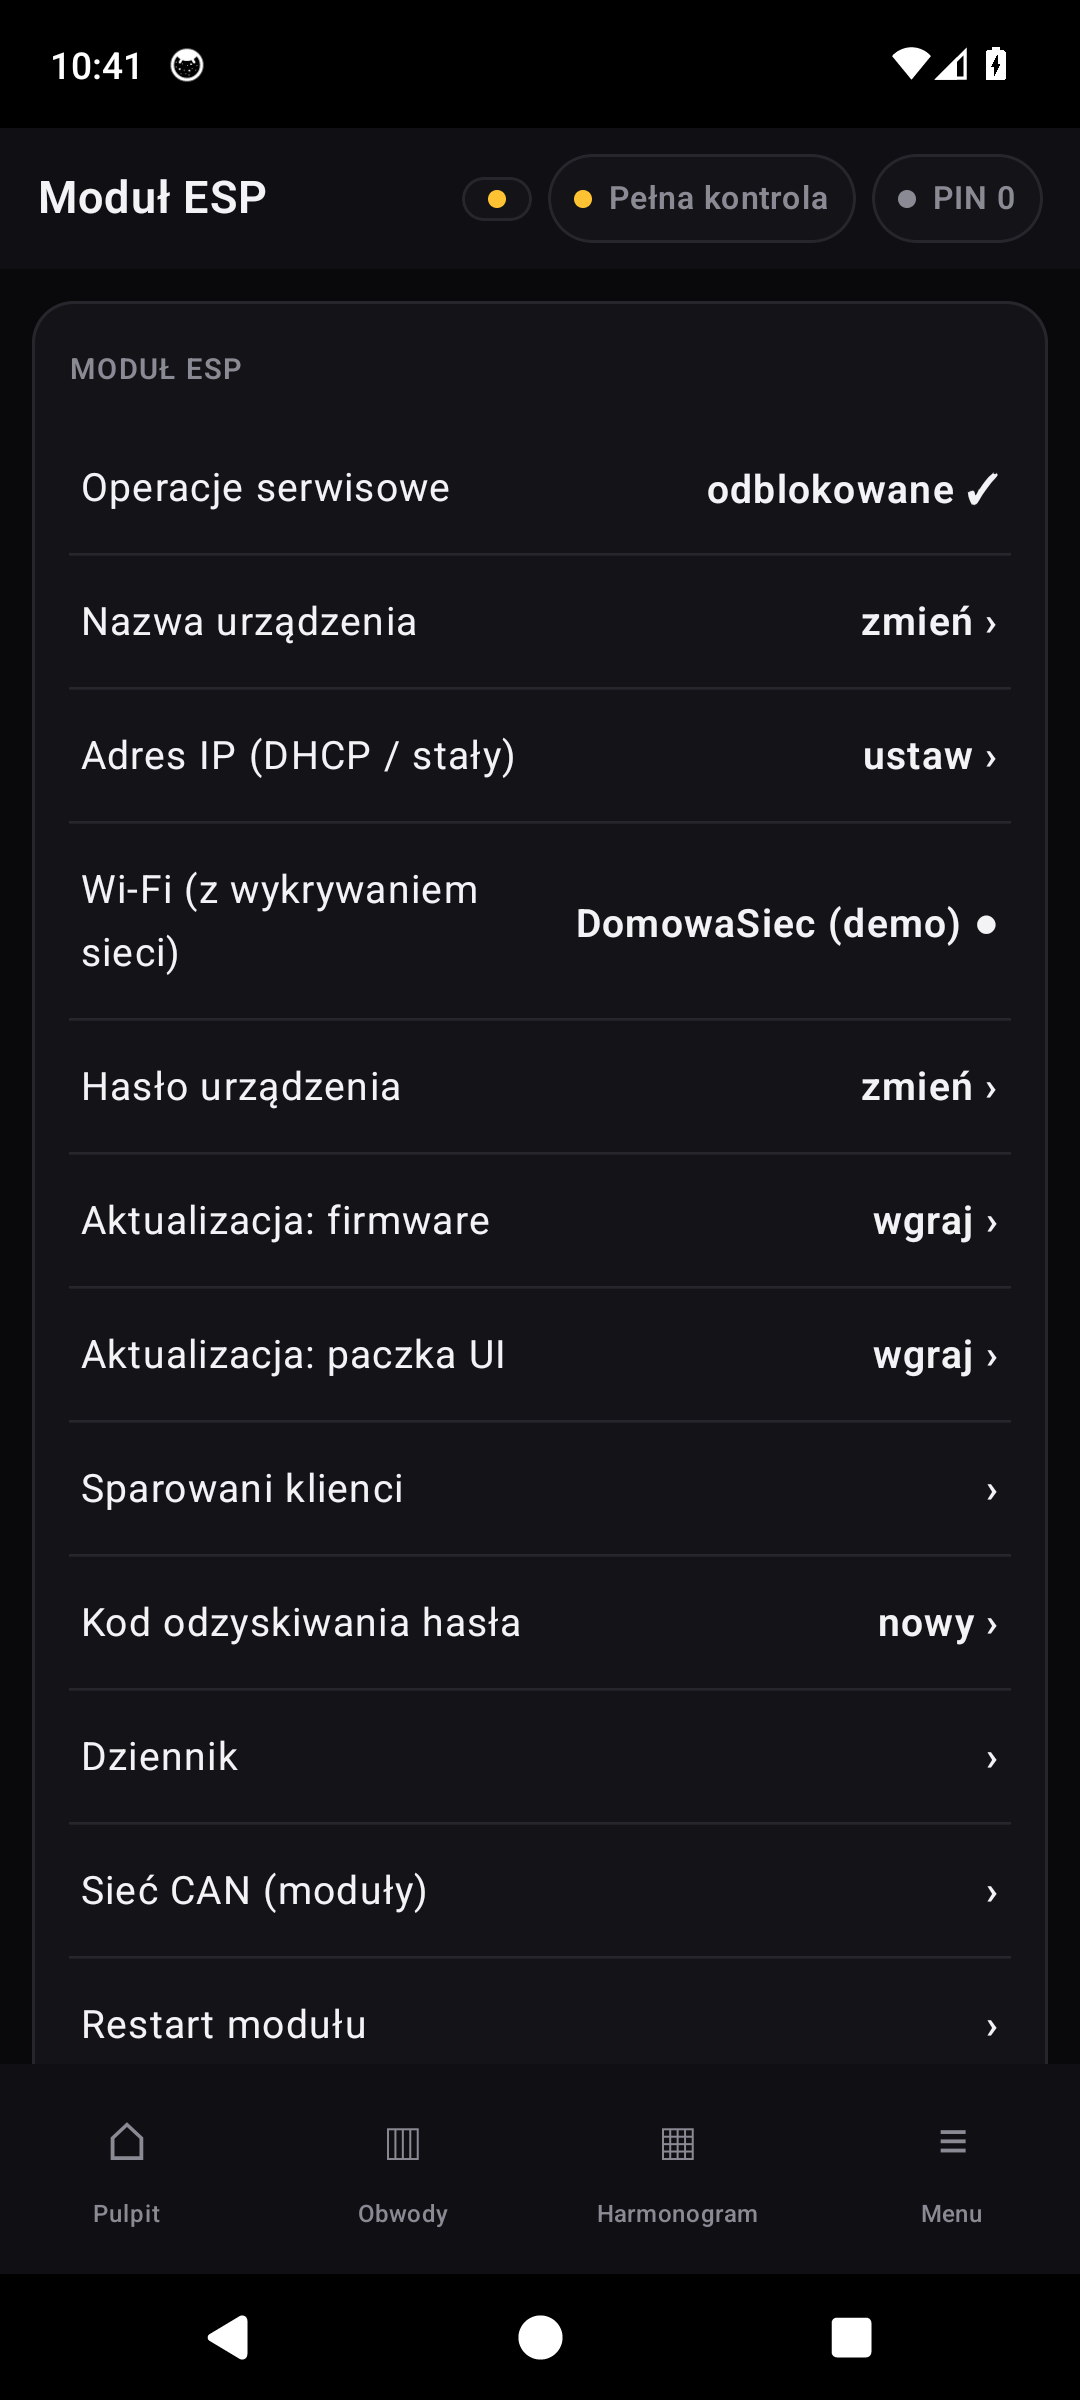 10:41
Moduł ESP
Pełna kontrola
PIN 0
MODUŁ ESP
Operacje serwisowe odblokowane ✓
Nazwa urządzenia zmień ›
Adres IP (DHCP / stały) ustaw ›
Wi-Fi (z wykrywaniem
sieci)
DomowaSiec (demo) ●
Hasło urządzenia zmień ›
Aktualizacja: firmware wgraj ›
Aktualizacja: paczka UI wgraj ›
Sparowani klienci ›
Kod odzyskiwania hasła nowy ›
Dziennik ›
Sieć CAN (moduły) ›
Restart modułu ›
Pulpit
Obwody
Harmonogram
Menu